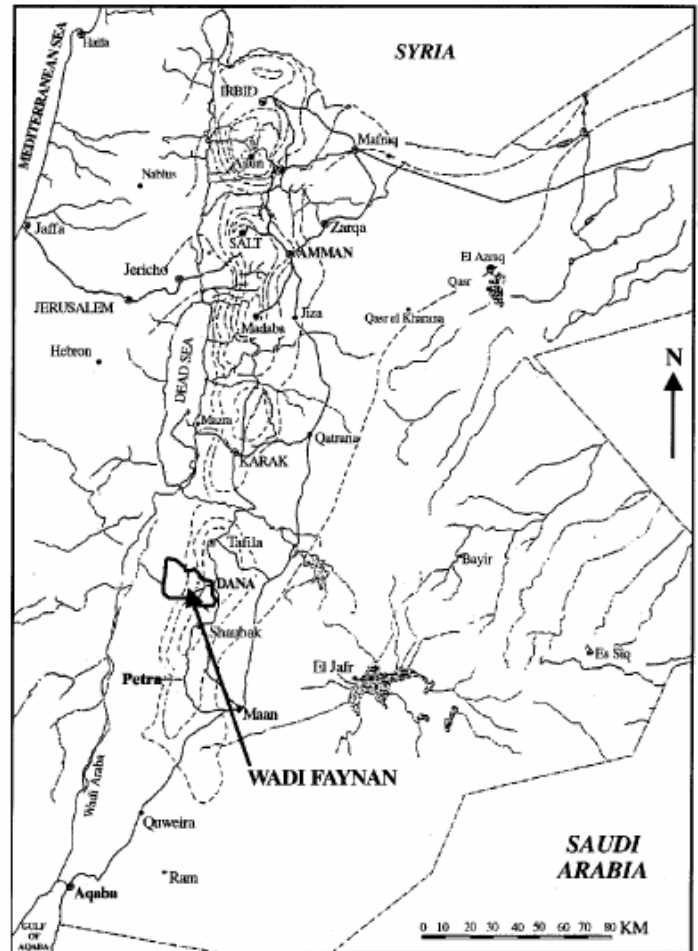 MEDITERRANEAN SEA
Haifa
SYRIA
IRBID
Ajlun
Mafraq
Nablus
Jaffa
SALT
Zarqa
AMMAN
Jericho
El Azraq
Qasr
JERUSALEM
Madaba
Jiza
Qasr el Kharana
Hebron
DEAD SEA
N
Mazra
Qatrana
KARAK
Tafila
Bayir
DANA
Shaubak
El Jafr
Es Siq
Petra
Maan
WADI FAYNAN
Wadi Araba
Quweira
SAUDI
ARABIA
Ram
Aqaba
GULF
OF
AQABA
0 10 20 30 40 50 60 70 80 KM